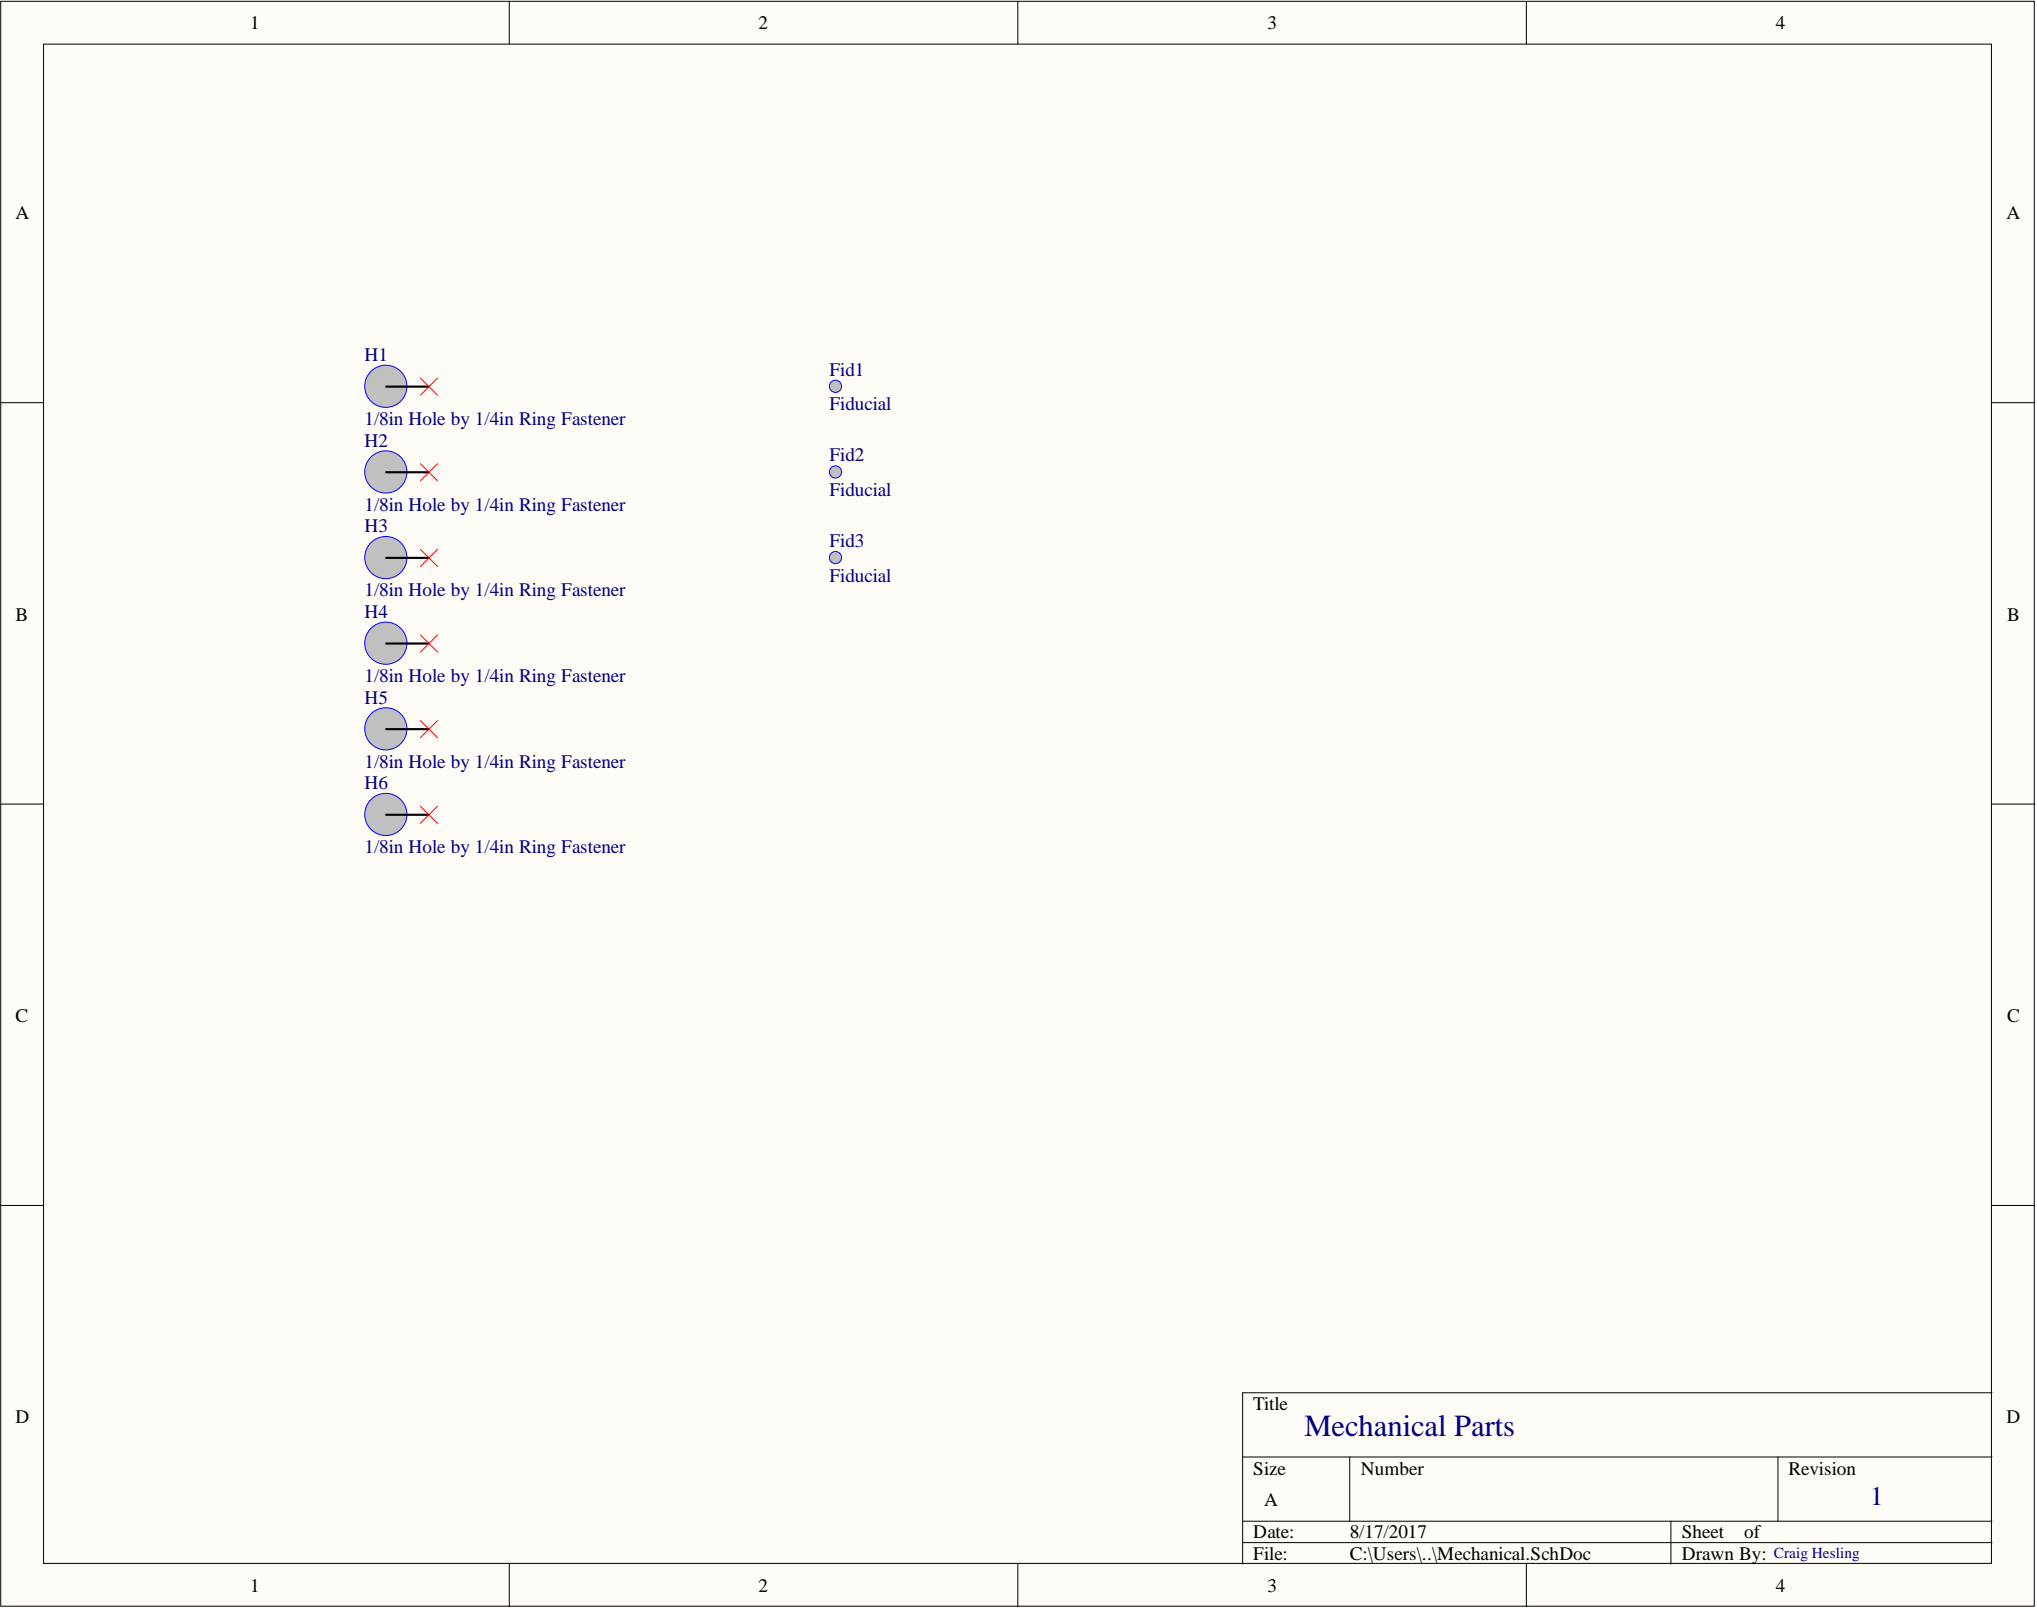 1 2 3 4
A A
H1
1/8in Hole by 1/4in Ring Fastener
H2
1/8in Hole by 1/4in Ring Fastener
H3
1/8in Hole by 1/4in Ring Fastener
H4
1/8in Hole by 1/4in Ring Fastener
H5
1/8in Hole by 1/4in Ring Fastener
H6
1/8in Hole by 1/4in Ring Fastener
Fid1
Fiducial
Fid2
Fiducial
Fid3
Fiducial
B B
C C
D D
Title
Mechanical Parts
Size Number Revision
A 1
Date: 8/17/2017 Sheet of
File: C:\Users\..\Mechanical.SchDoc Drawn By: Craig Hesling
1 2 3 4